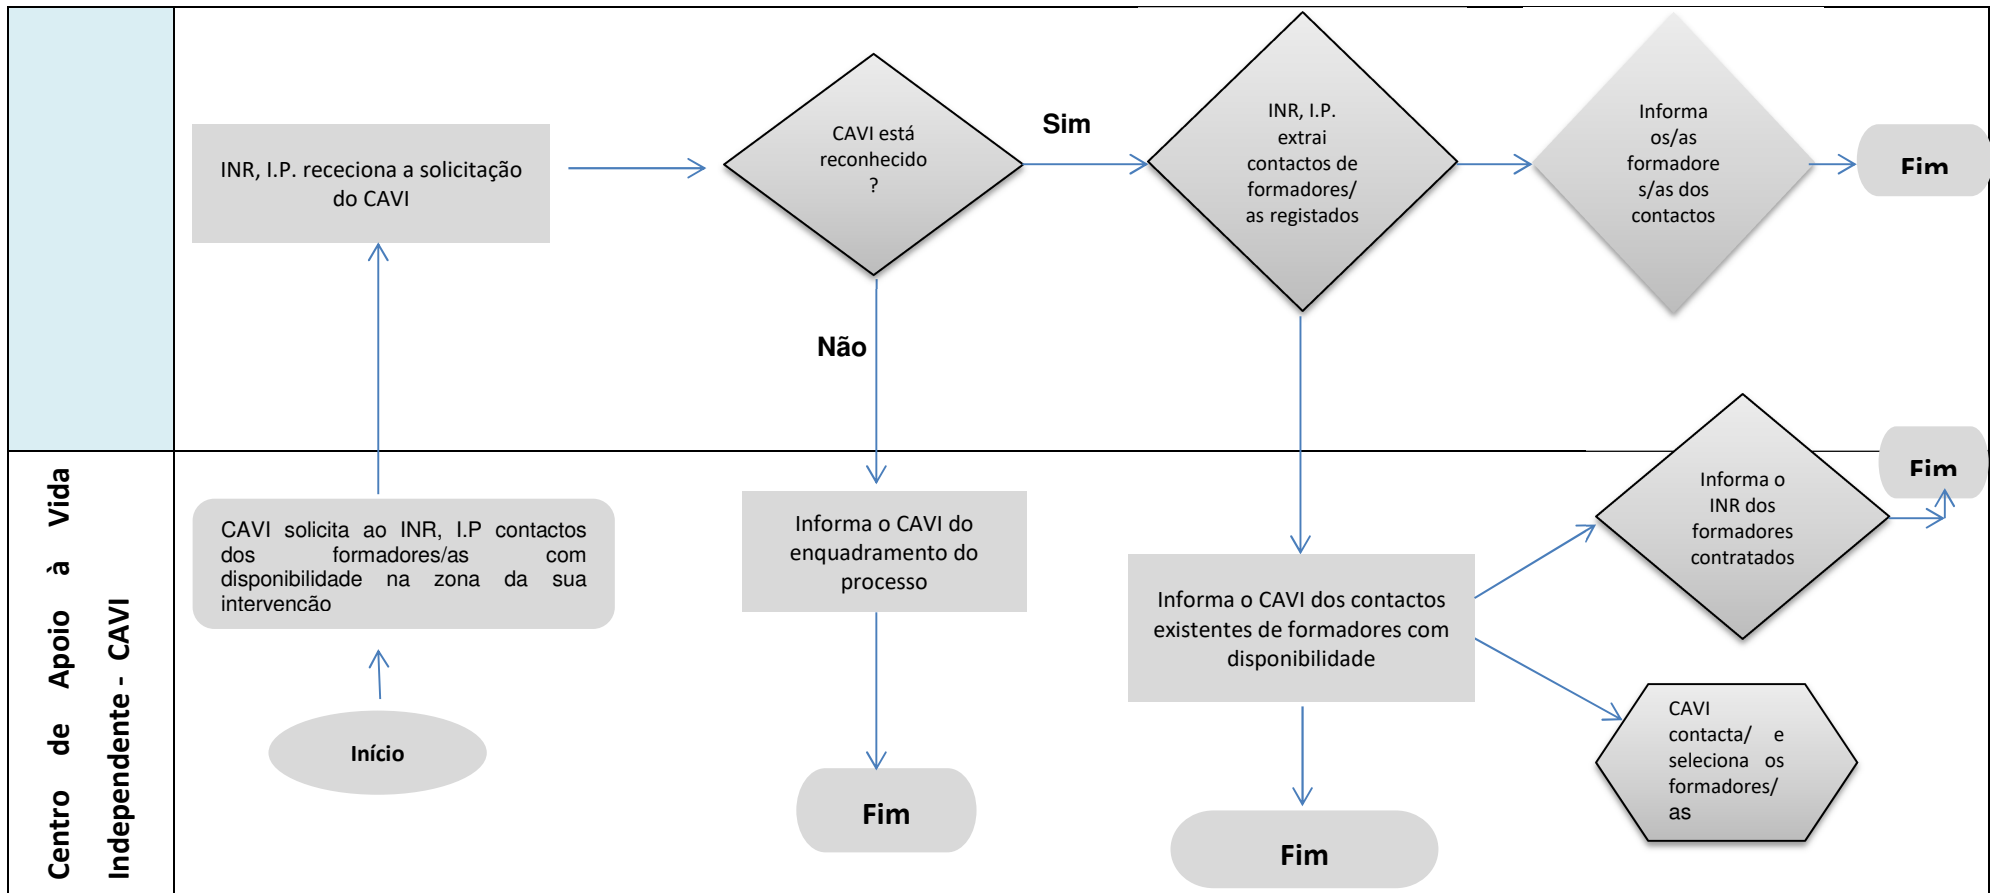 INR, I.P. receciona a solicitação
do CAVI
CAVI está
reconhecido
?
Sim
INR, I.P.
extrai
contactos de
formadores/
as registados
Informa
os/as
formadore
s/as dos
contactos
Fim
Não
Centro de Apoio à Vida
Independente - CAVI
CAVI solicita ao INR, I.P contactos
dos formadores/as com
disponibilidade na zona da sua
intervenção
Início
Informa o CAVI do
enquadramento do
processo
Fim
Informa o CAVI dos contactos
existentes de formadores com
disponibilidade
Fim
Informa o
INR dos
formadores
contratados
Fim
CAVI
contacta/ e
seleciona os
formadores/
as